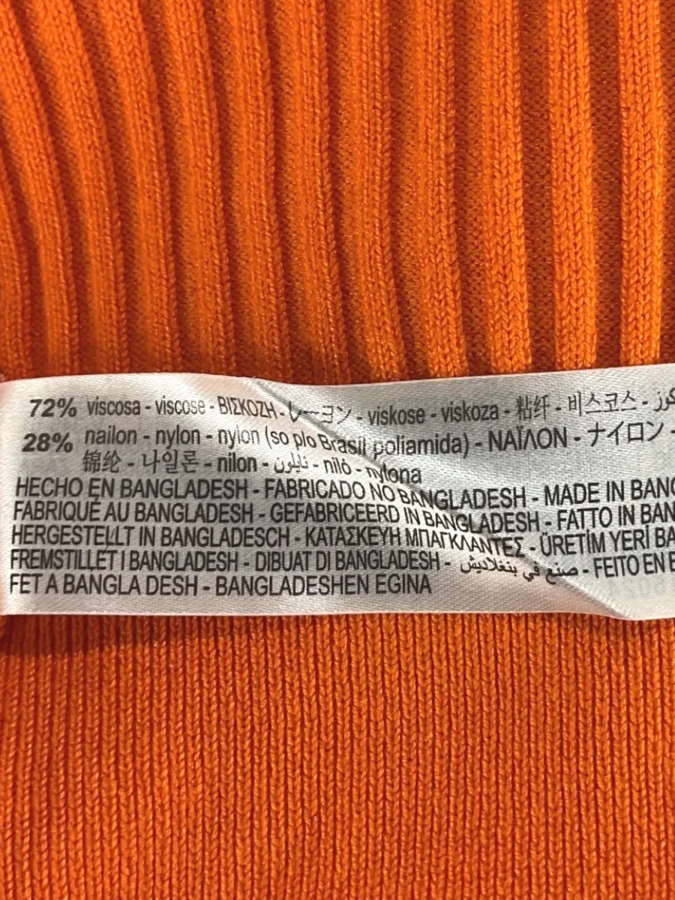 72% viscosa - viscose - ΒΙΣΚΟΖΗ - レーヨン - viskose - viskoza - 粘纤 - 비스코스 -
28% nailon - nylon - nylon (so p/o Brasil poliamida) - ΝΑΪΛΟΝ - ナイロン -
锦纶 - 나일론 - nilon - نايلون - niló - nylona
HECHO EN BANGLADESH - FABRICADO NO BANGLADESH - MADE IN BANG
FABRIQUÉ AU BANGLADESH - GEFABRICEERD IN BANGLADESH - FATTO IN BAN
HERGESTELLT IN BANGLADESCH - ΚΑΤΑΣΚΕΥΗ ΜΠΑΓΚΛΑΝΤΕΣ - ÜRETİM YERİ BA
FREMSTILLET I BANGLADESH - DIBUAT DI BANGLADESH - صنع في بنغلاديش - FEITO EN B
FET A BANGLA DESH - BANGLADESHEN EGINA